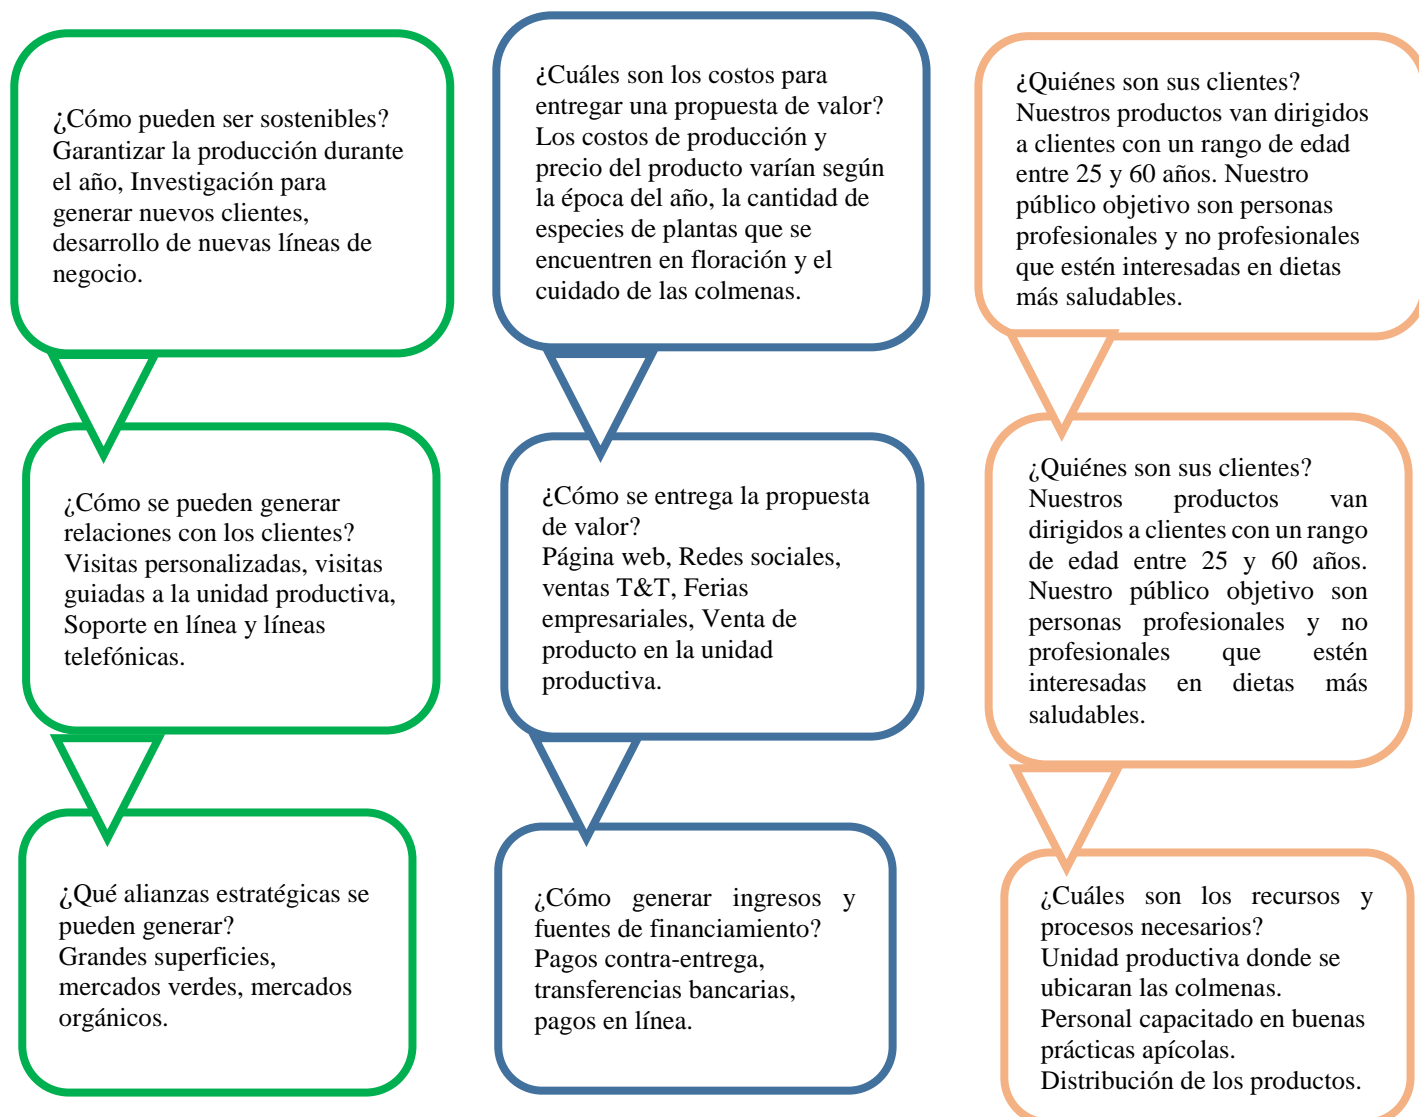 ¿Cómo pueden ser sostenibles?
Garantizar la producción durante
el año, Investigación para
generar nuevos clientes,
desarrollo de nuevas líneas de
negocio.
¿Cómo se pueden generar
relaciones con los clientes?
Visitas personalizadas, visitas
guiadas a la unidad productiva,
Soporte en línea y líneas
telefónicas.
¿Qué alianzas estratégicas se
pueden generar?
Grandes superficies,
mercados verdes, mercados
orgánicos.
¿Cuáles son los costos para
entregar una propuesta de valor?
Los costos de producción y
precio del producto varían según
la época del año, la cantidad de
especies de plantas que se
encuentren en floración y el
cuidado de las colmenas.
¿Cómo se entrega la propuesta
de valor?
Página web, Redes sociales,
ventas T&T, Ferias
empresariales, Venta de
producto en la unidad
productiva.
¿Cómo generar ingresos y
fuentes de financiamiento?
Pagos contra-entrega,
transferencias bancarias,
pagos en línea.
¿Quiénes son sus clientes?
Nuestros productos van dirigidos
a clientes con un rango de edad
entre 25 y 60 años. Nuestro
público objetivo son personas
profesionales y no profesionales
que estén interesadas en dietas
más saludables.
¿Quiénes son sus clientes?
Nuestros productos van
dirigidos a clientes con un rango
de edad entre 25 y 60 años.
Nuestro público objetivo son
personas profesionales y no
profesionales que estén
interesadas en dietas más
saludables.
¿Cuáles son los recursos y
procesos necesarios?
Unidad productiva donde se
ubicaran las colmenas.
Personal capacitado en buenas
prácticas apícolas.
Distribución de los productos.